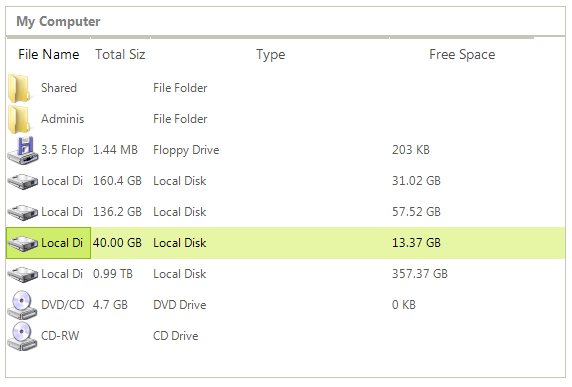 My Computer
File Name Total Siz Type Free Space
Shared File Folder
Adminis File Folder
3.5 Flop 1.44 MB Floppy Drive 203 KB
Local Di 160.4 GB Local Disk 31.02 GB
Local Di 136.2 GB Local Disk 57.52 GB
Local Di 40.00 GB Local Disk 13.37 GB
Local Di 0.99 TB Local Disk 357.37 GB
DVD/CD 4.7 GB DVD Drive 0 KB
CD-RW CD Drive